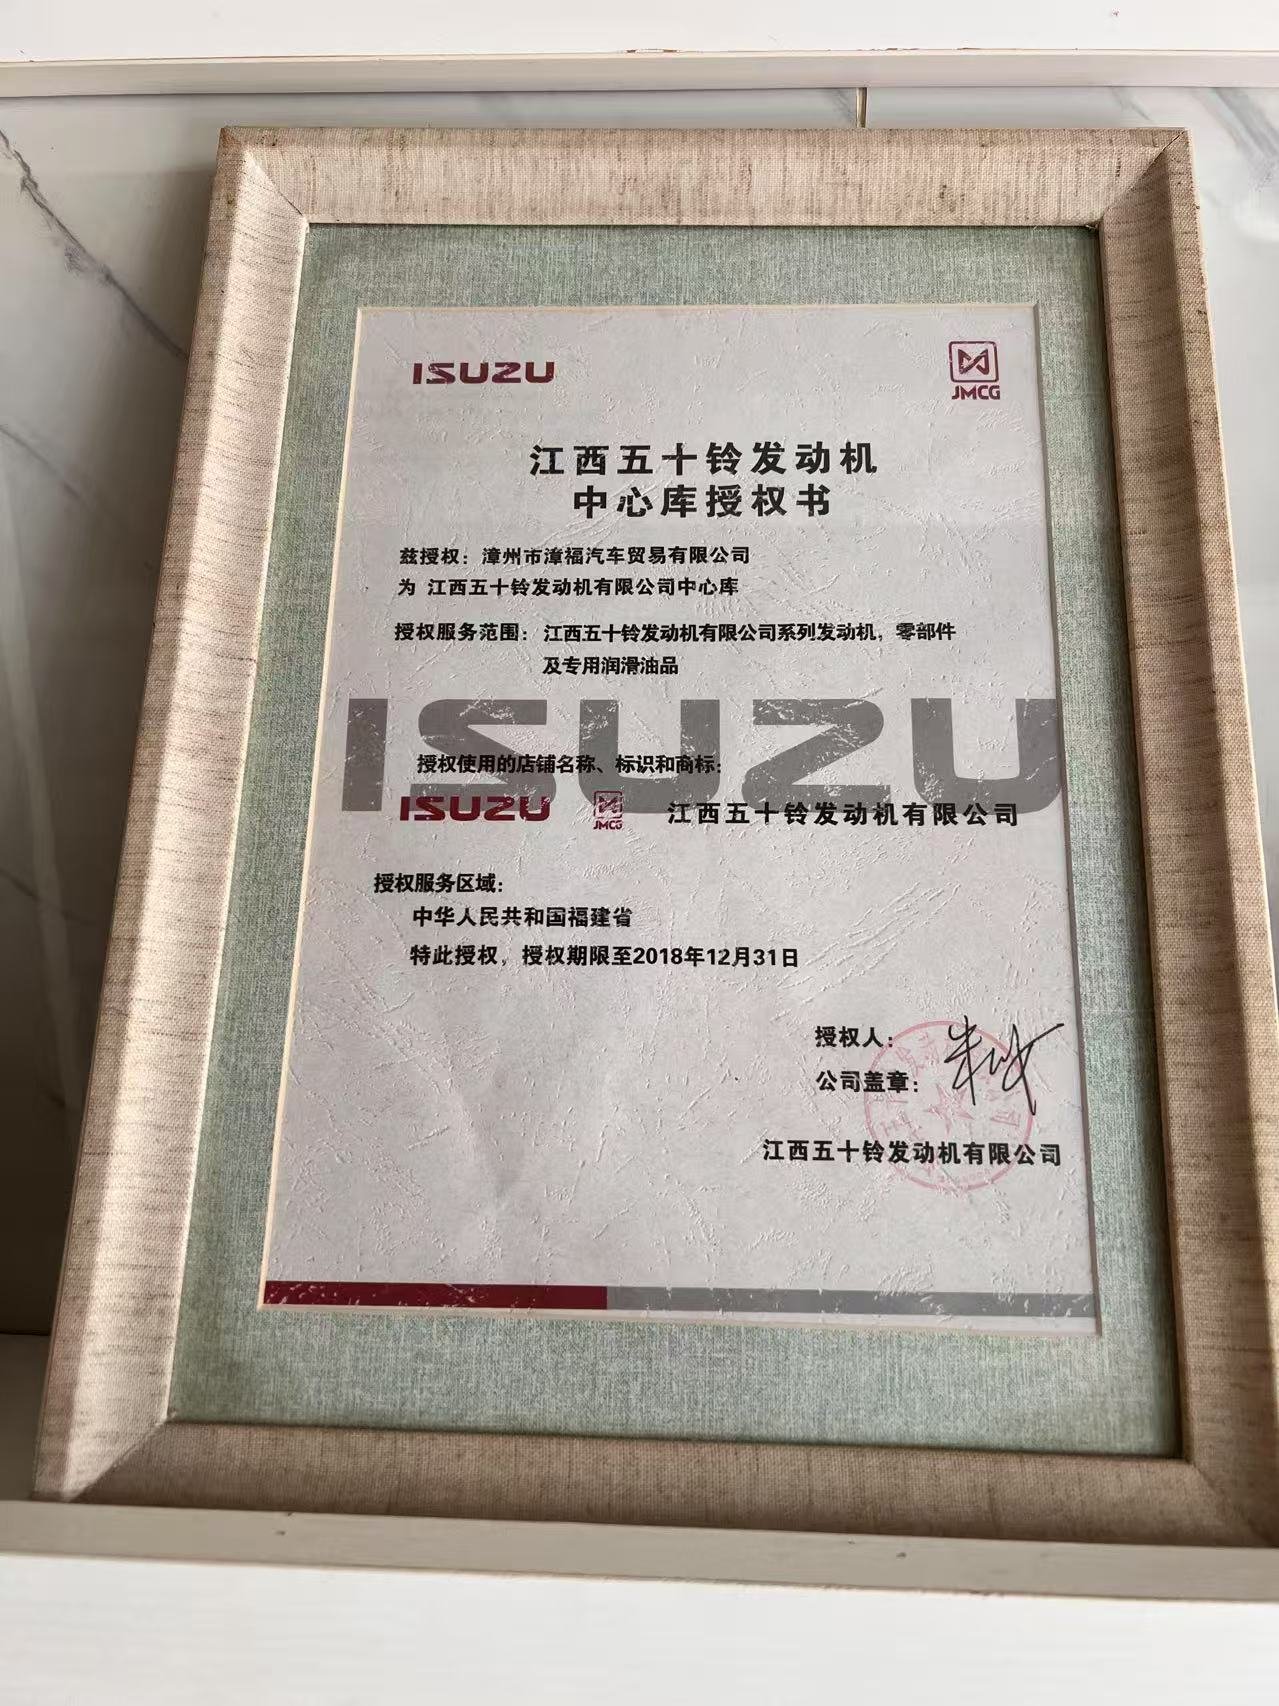 ISUZU
JMCG
江西五十铃发动机
中心库授权书
兹授权：漳州市漳福汽车贸易有限公司
为 江西五十铃发动机有限公司中心库
授权服务范围：江西五十铃发动机有限公司系列发动机，零部件
及专用润滑油品
ISUZU
授权使用的店铺名称、标识和商标：
ISUZU JMCG 江西五十铃发动机有限公司
授权服务区域：
中华人民共和国福建省
特此授权，授权期限至2018年12月31日
授权人：
公司盖章：
江西五十铃发动机有限公司